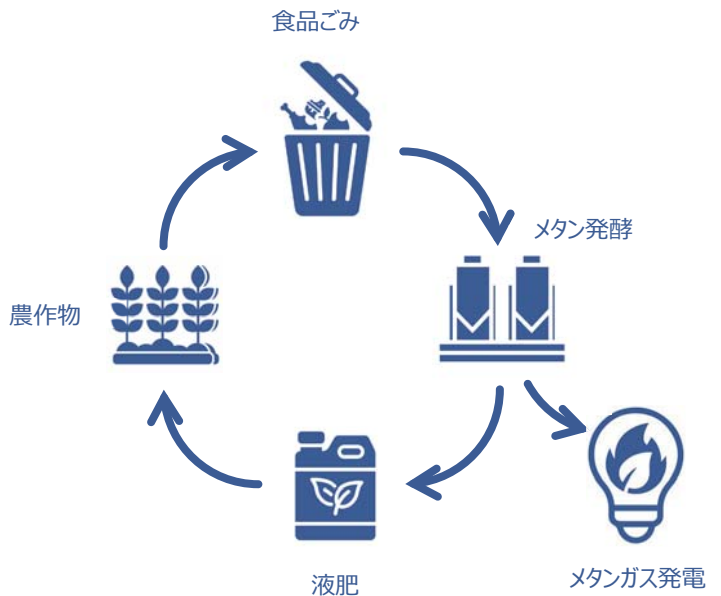 食品ごみ
メタン発酵
農作物
液肥
メタンガス発電